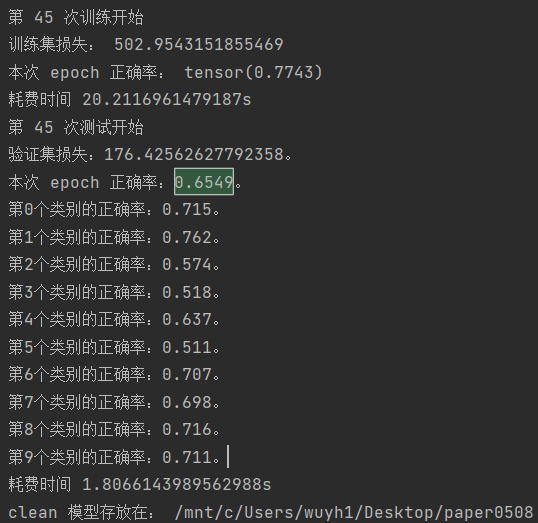 第 45 次训练开始
训练集损失： 502.9543151855469
本次 epoch 正确率： tensor(0.7743)
耗费时间 20.2116961479187s
第 45 次测试开始
验证集损失：176.42562627792358。
本次 epoch 正确率：0.6549。
第0个类别的正确率：0.715。
第1个类别的正确率：0.762。
第2个类别的正确率：0.574。
第3个类别的正确率：0.518。
第4个类别的正确率：0.637。
第5个类别的正确率：0.511。
第6个类别的正确率：0.707。
第7个类别的正确率：0.698。
第8个类别的正确率：0.716。
第9个类别的正确率：0.711。
耗费时间 1.8066143989562988s
clean 模型存放在： /mnt/c/Users/wuyh1/Desktop/paper0508